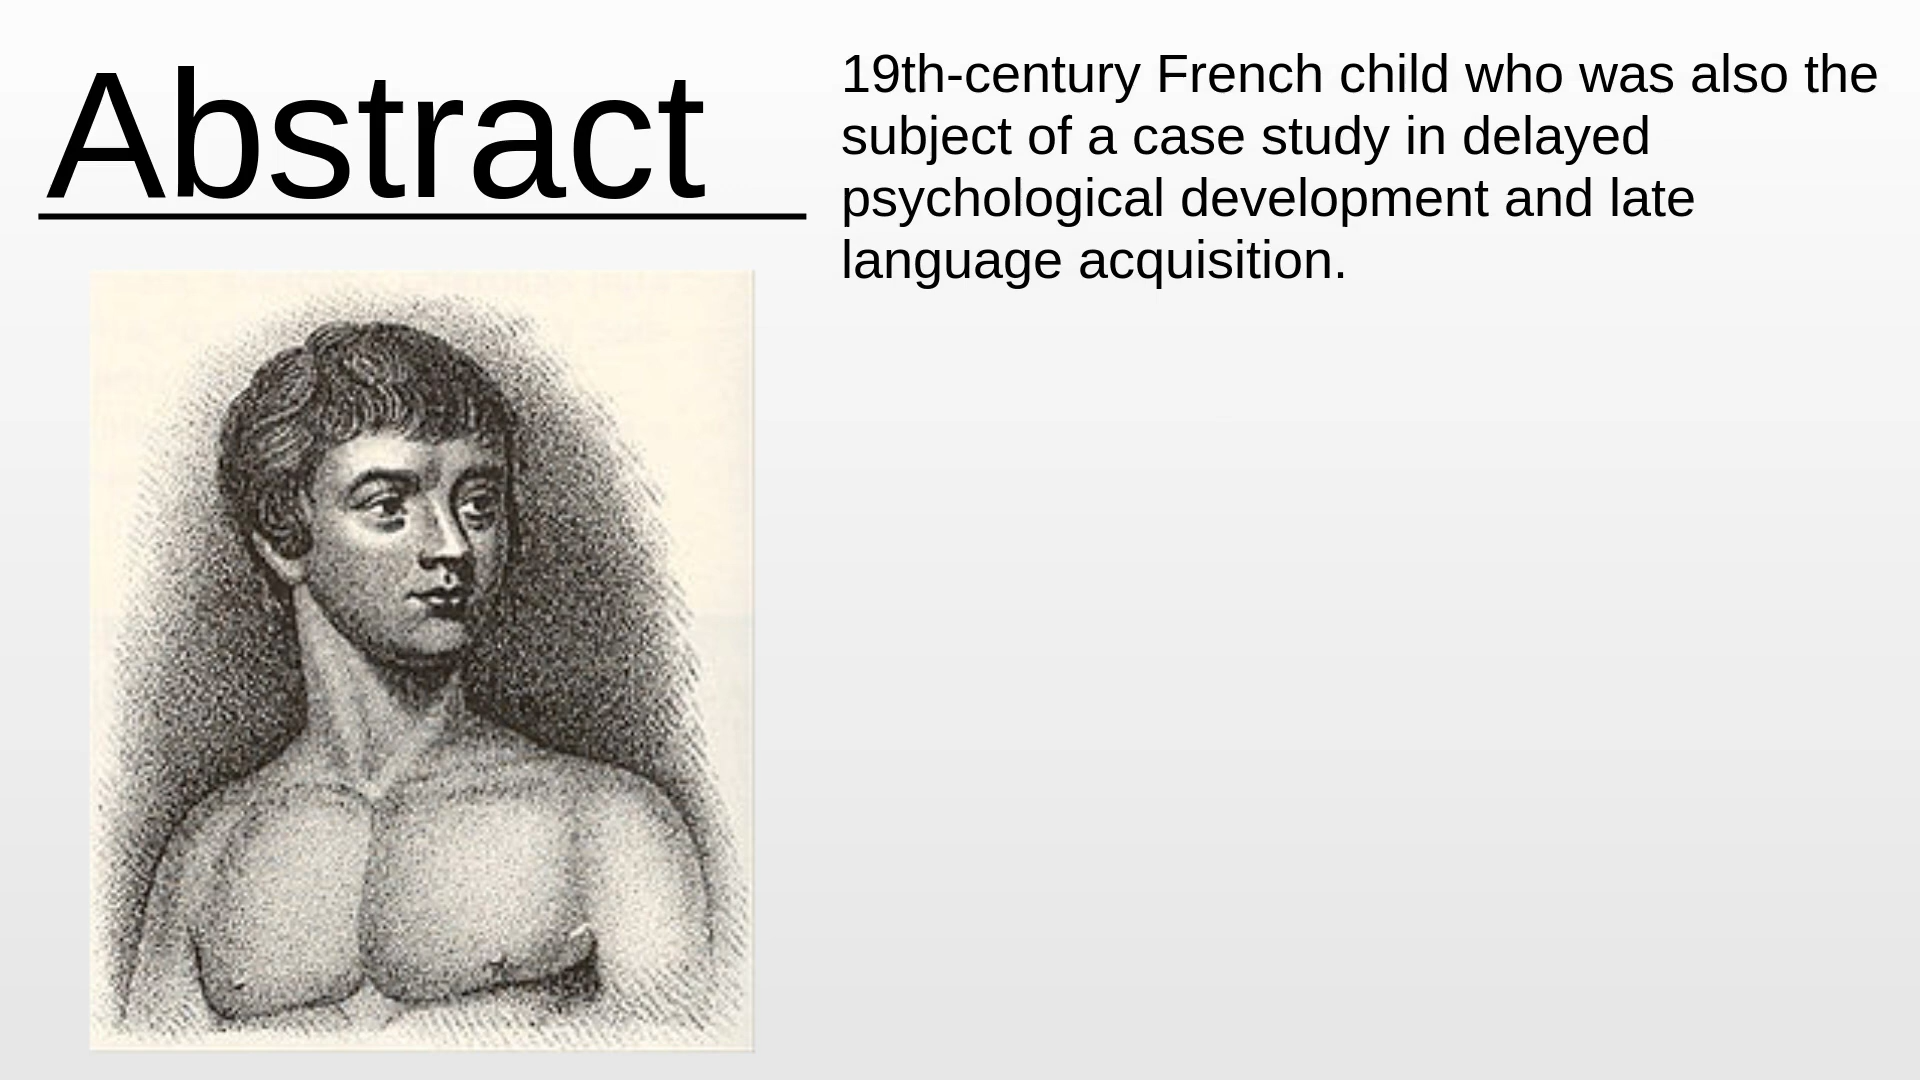 Abstract
19th-century French child who was also the
subject of a case study in delayed
psychological development and late
language acquisition.